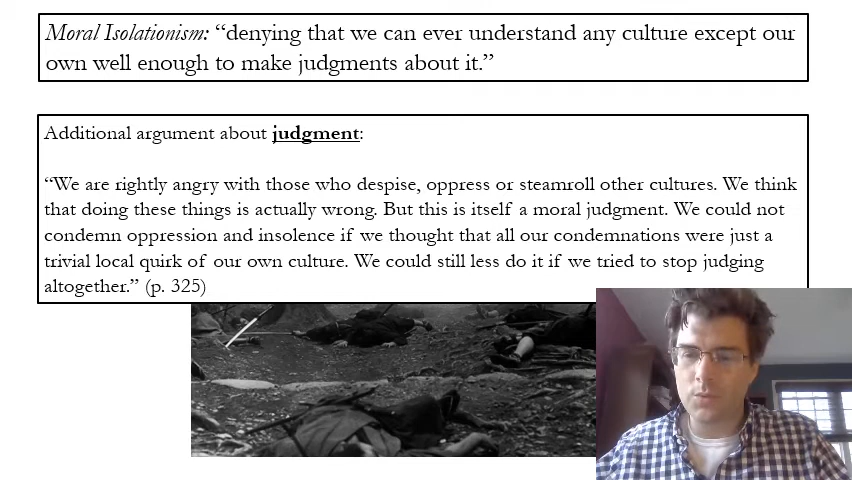 Moral Isolationism: “denying that we can ever understand any culture except our
own well enough to make judgments about it.”
Additional argument about judgment:
“We are rightly angry with those who despise, oppress or steamroll other cultures. We think
that doing these things is actually wrong. But this is itself a moral judgment. We could not
condemn oppression and insolence if we thought that all our condemnations were just a
trivial local quirk of our own culture. We could still less do it if we tried to stop judging
altogether.” (p. 325)